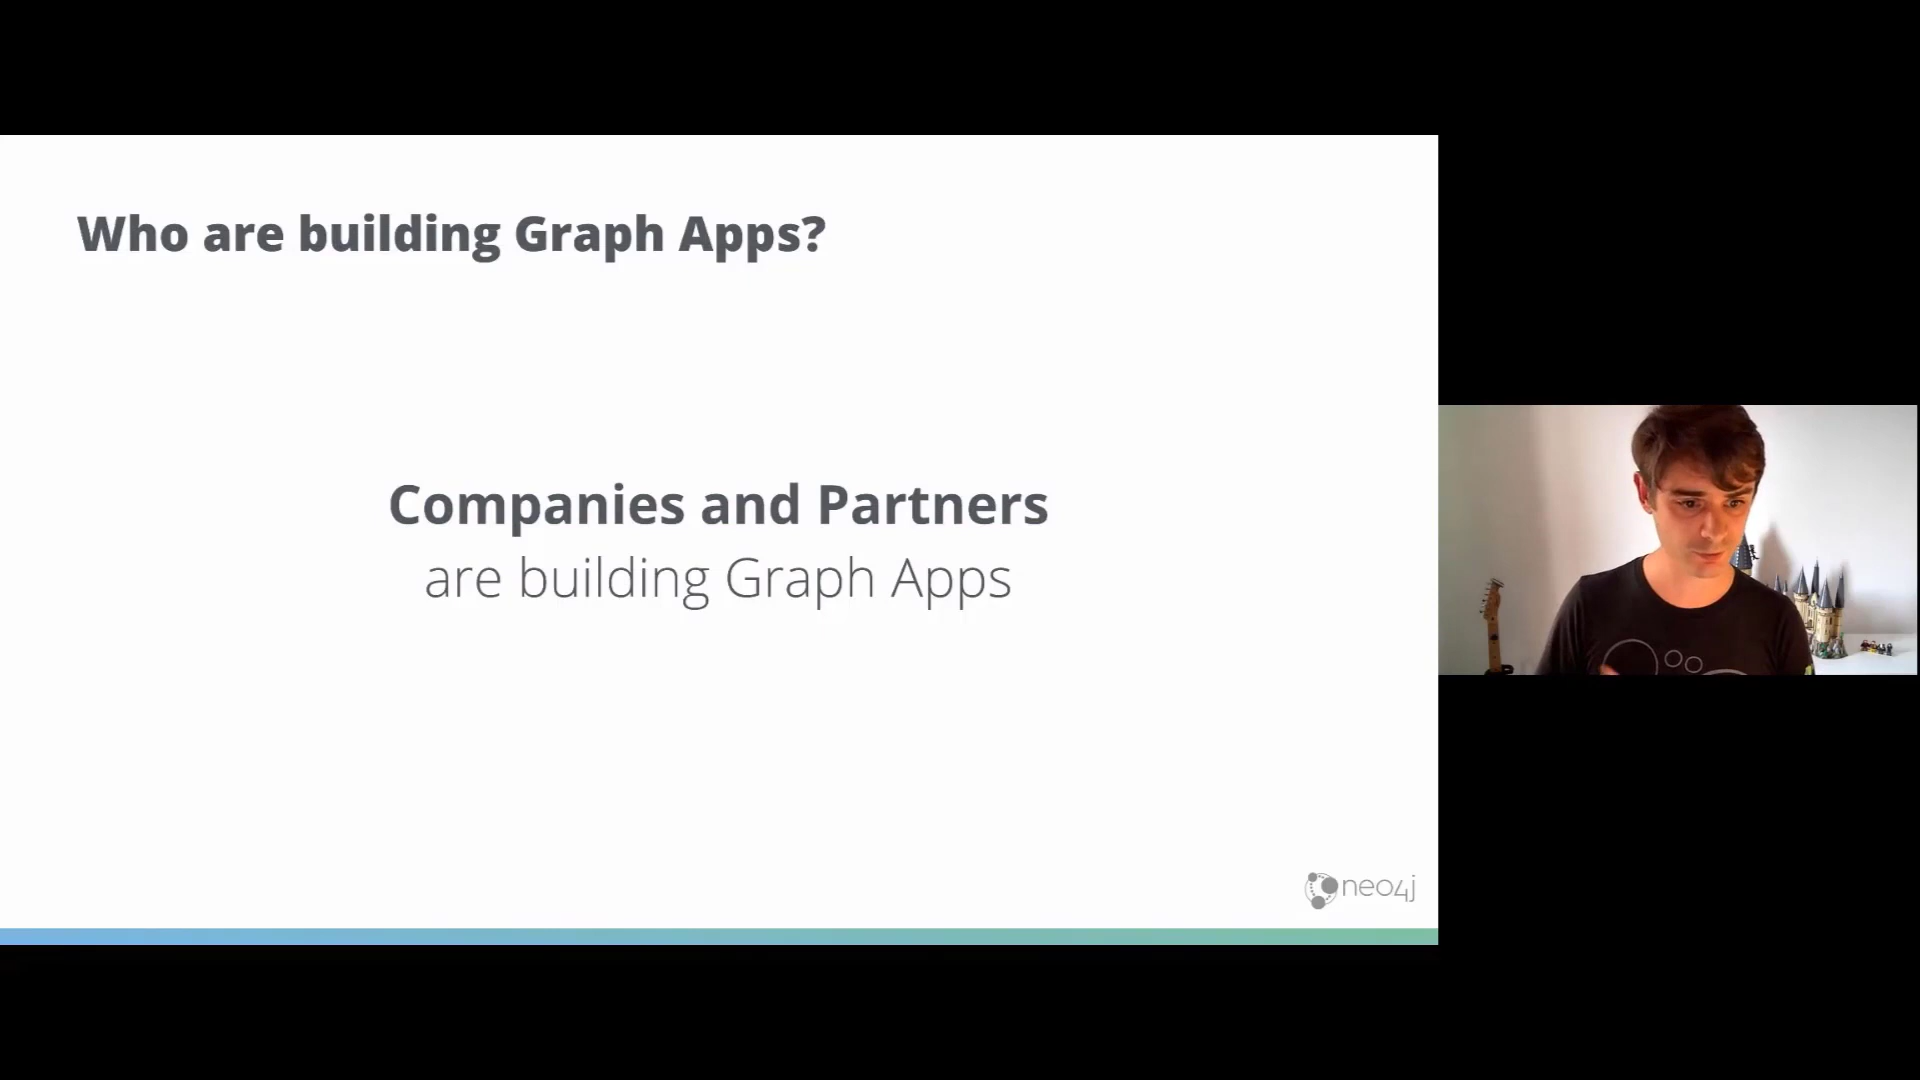 Who are building Graph Apps?
Companies and Partners
are building Graph Apps
neo4j